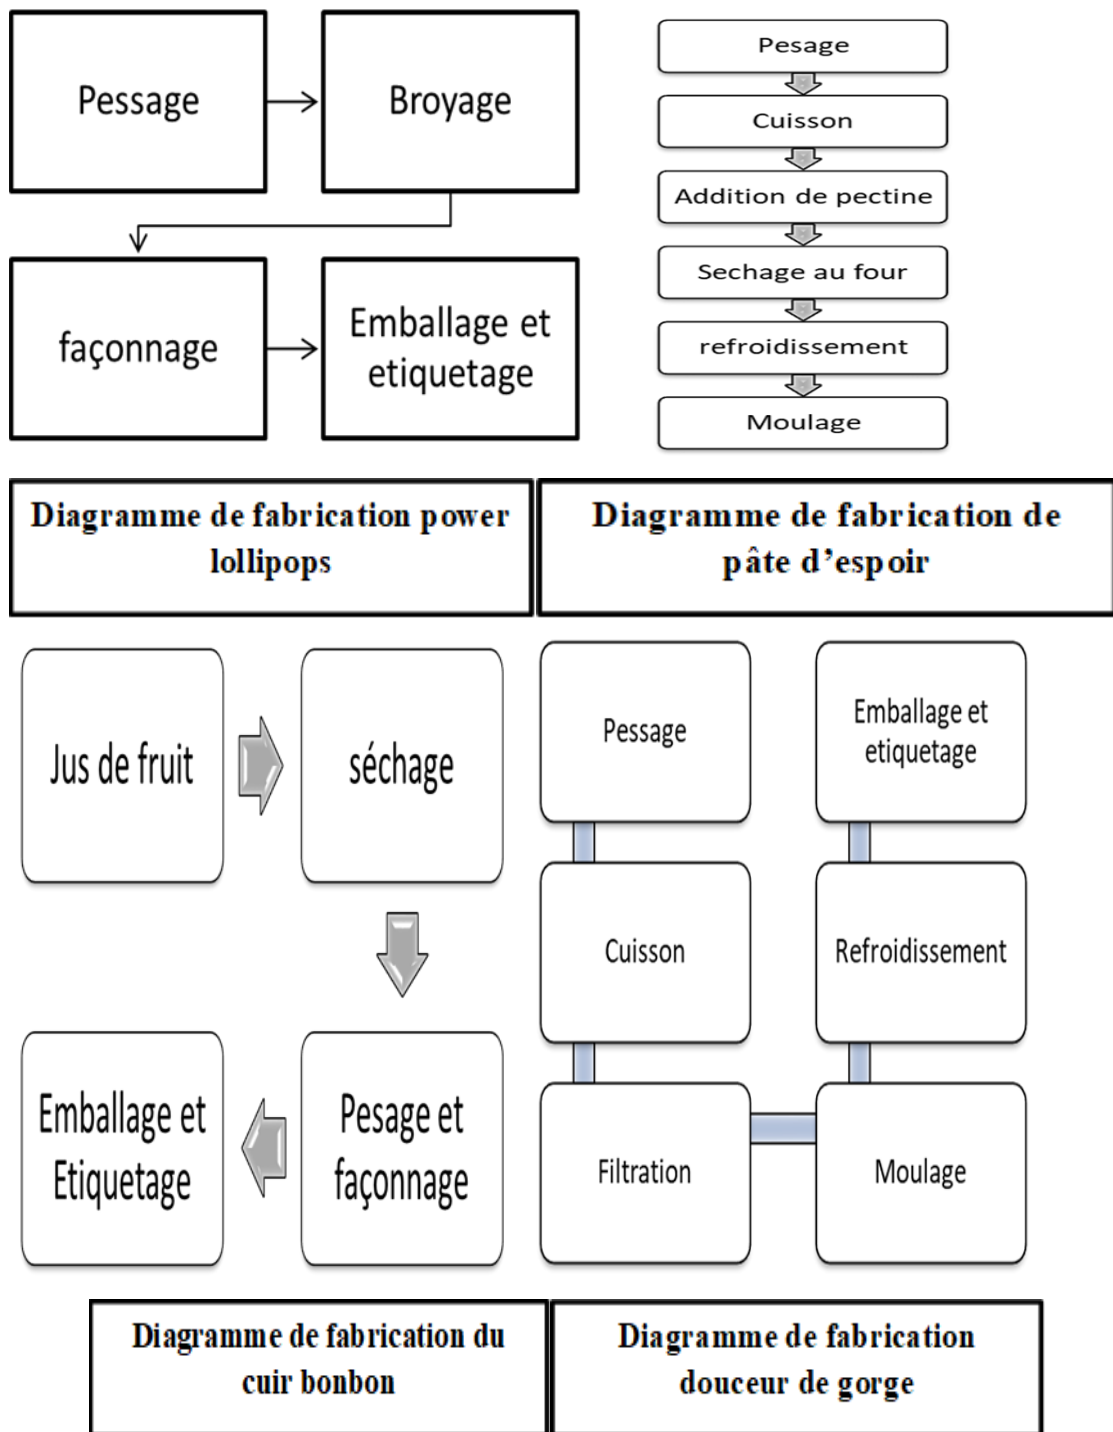 Pessage
Broyage
façonnage
Emballage et
etiquetage
Pesage
Cuisson
Addition de pectine
Sechage au four
refroidissement
Moulage
Diagramme de fabrication power
lollipops
Diagramme de fabrication de
pâte d’espoir
Jus de fruit
séchage
Pesage et
façonnage
Emballage et
Etiquetage
Pessage
Cuisson
Filtration
Moulage
Refroidissement
Emballage et
etiquetage
Diagramme de fabrication du
cuir bonbon
Diagramme de fabrication
douceur de gorge